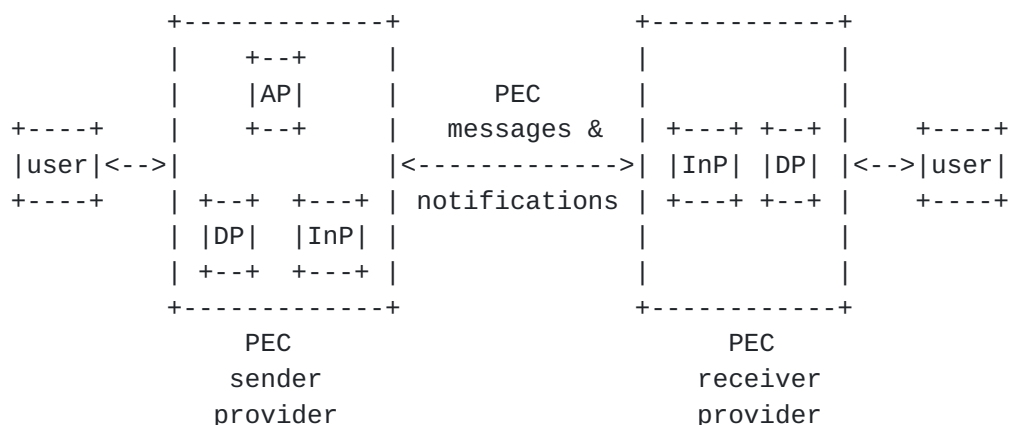 +-------------+               +------------+
|    +--+     |               |            |
|    |AP|     |      PEC      |            |
+----+    |    +--+     |  messages &   | +---+ +--+ |    +----+
|user|<-->|             |<------------->| |InP| |DP| |<-->|user|
+----+    | +--+  +---+ | notifications | +---+ +--+ |    +----+
| |DP|  |InP| |               |            |
| +--+  +---+ |               |            |
+-------------+               +------------+
PEC                             PEC
sender                         receiver
provider                       provider